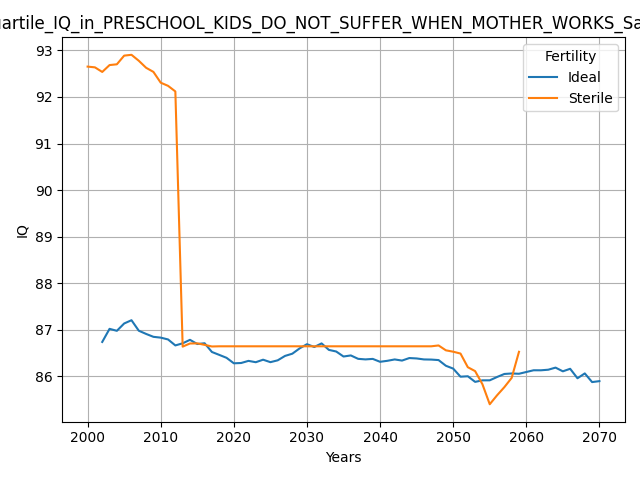 uartile_IQ_in_PRESCHOOL_KIDS_DO_NOT_SUFFER_WHEN_MOTHER_WORKS_Sa
Fertility
Ideal
Sterile
93
92
91
90
89
88
87
86
IQ
2000 2010 2020 2030 2040 2050 2060 2070
Years